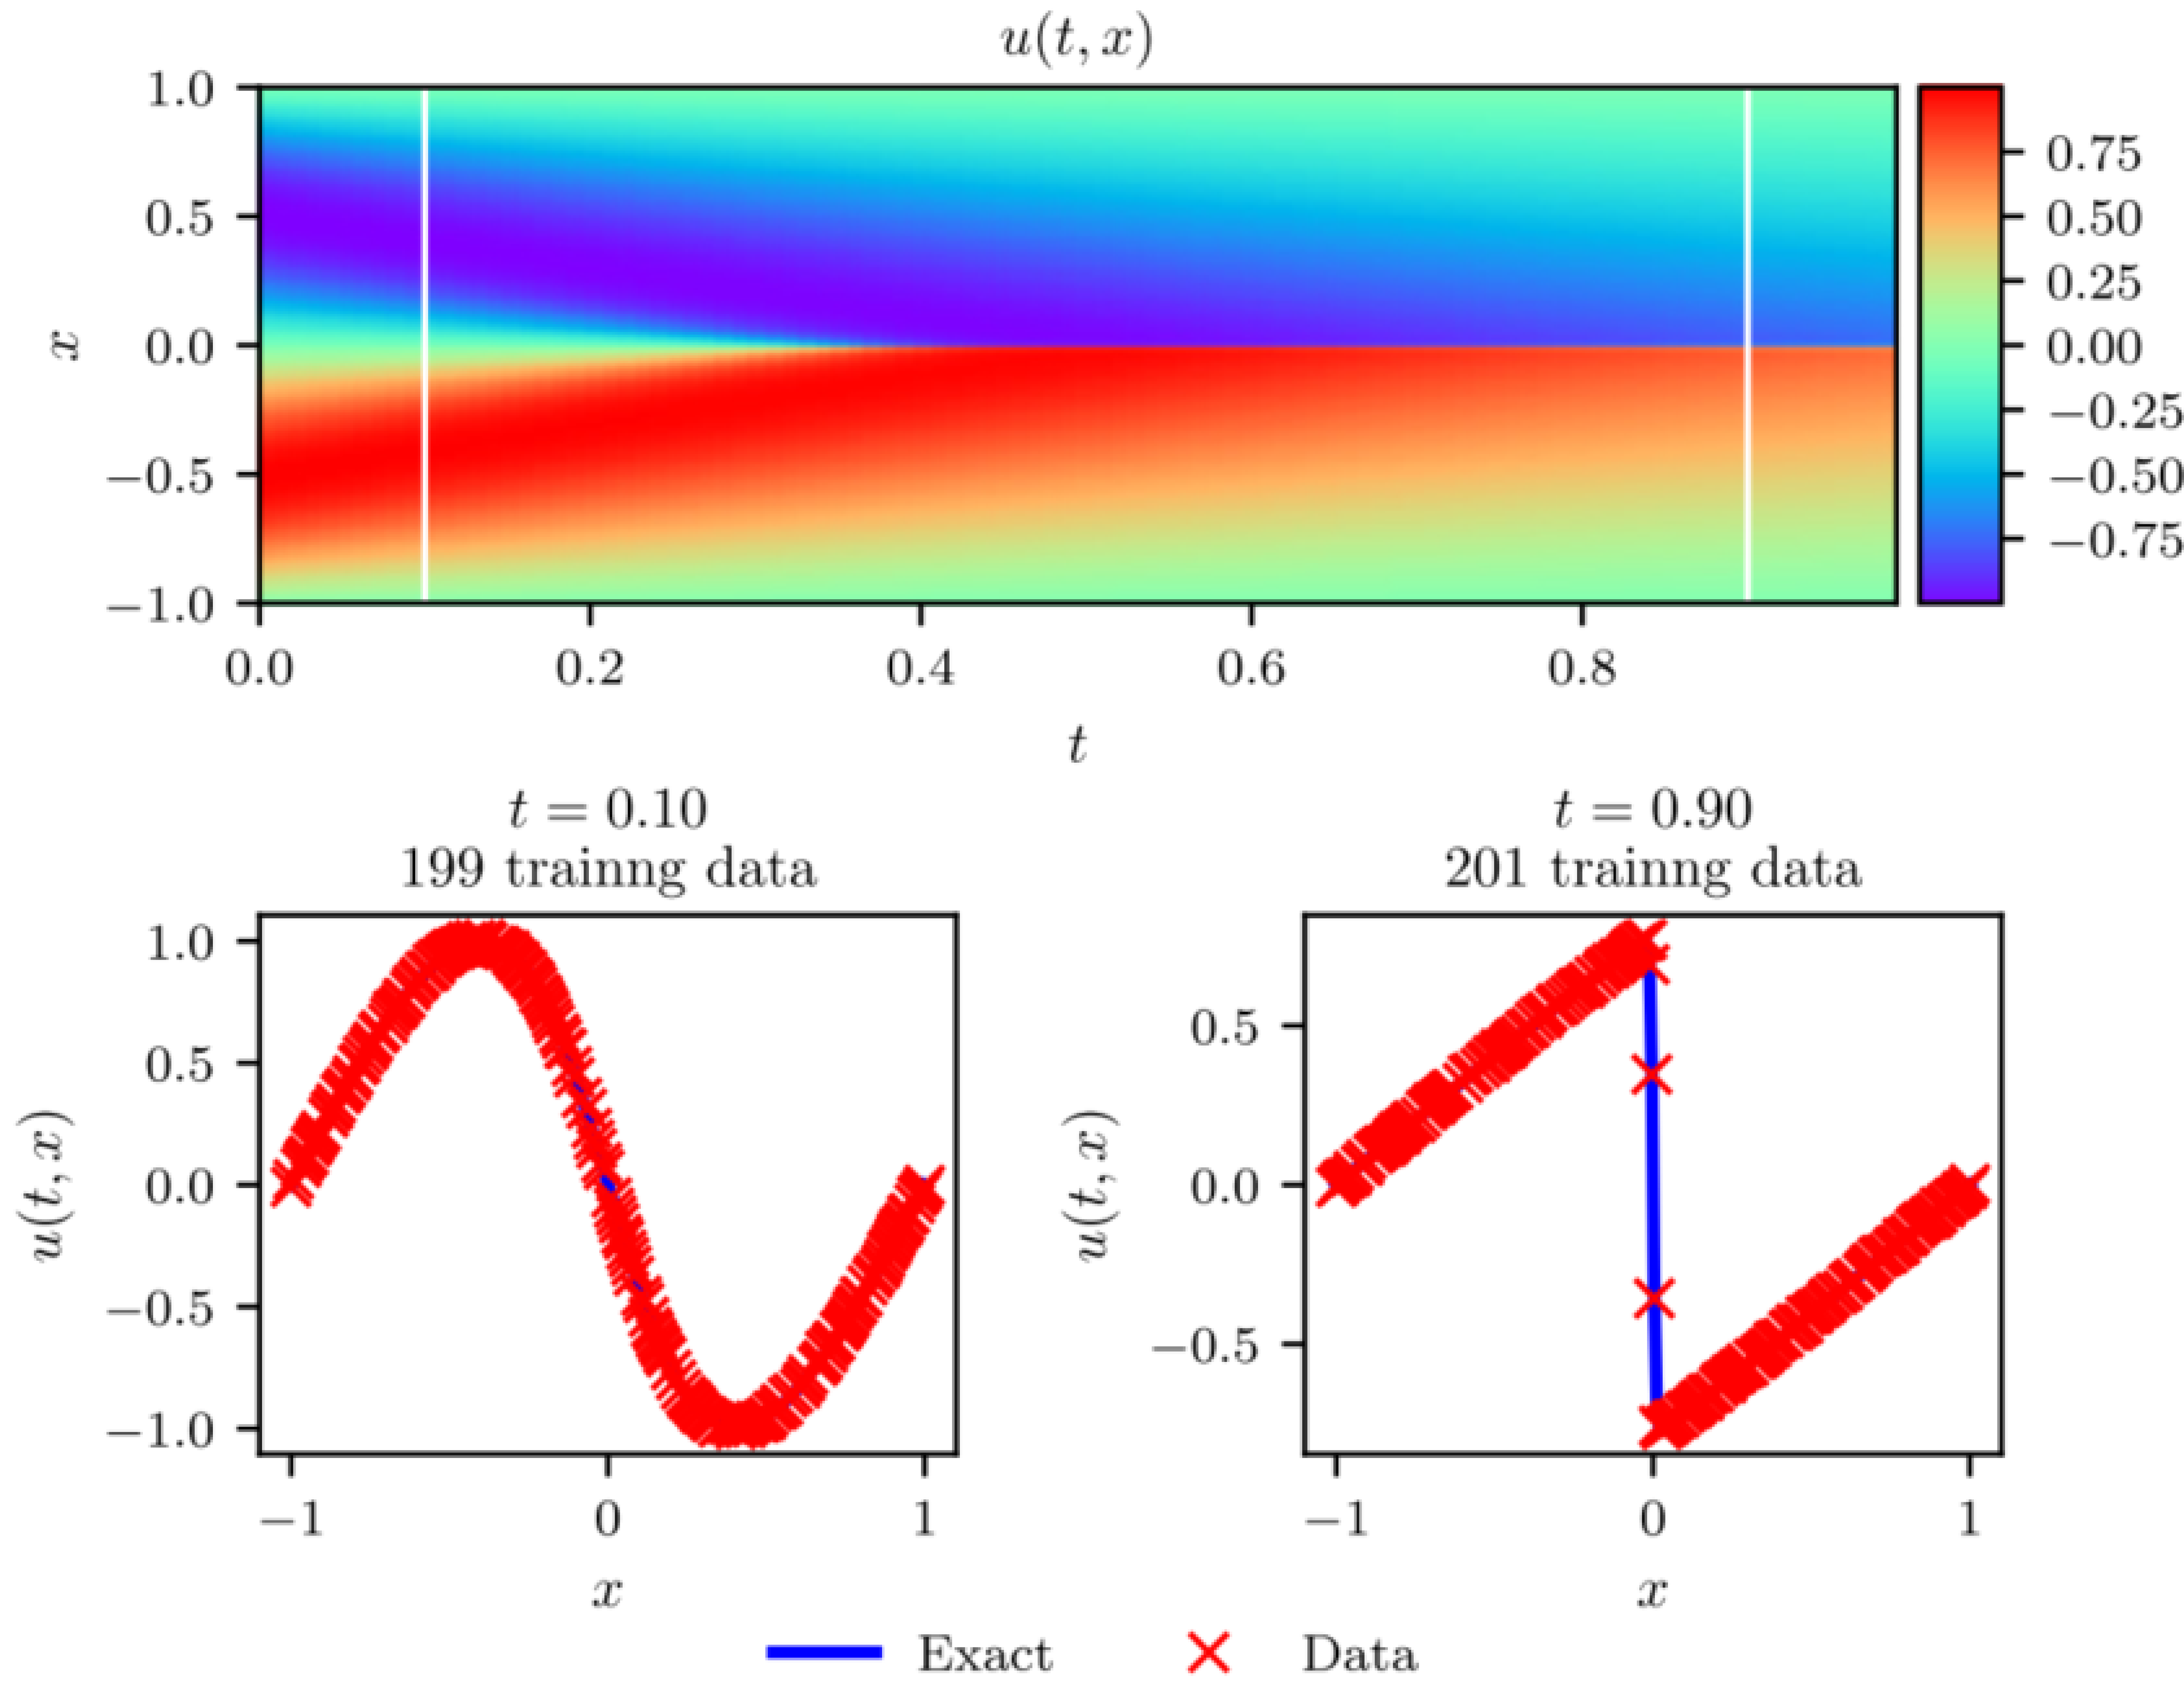 u(t, x)
1.0
0.5
0.0
−0.5
−1.0
x
0.75
0.50
0.25
0.00
−0.25
−0.50
−0.75
0.0 0.2 0.4 0.6 0.8
t
t = 0.10
199 trainng data
1.0
0.5
0.0
−0.5
−1.0
u(t, x)
−1 0 1
x
t = 0.90
201 trainng data
0.5
0.0
−0.5
u(t, x)
−1 0 1
x
Exact Data